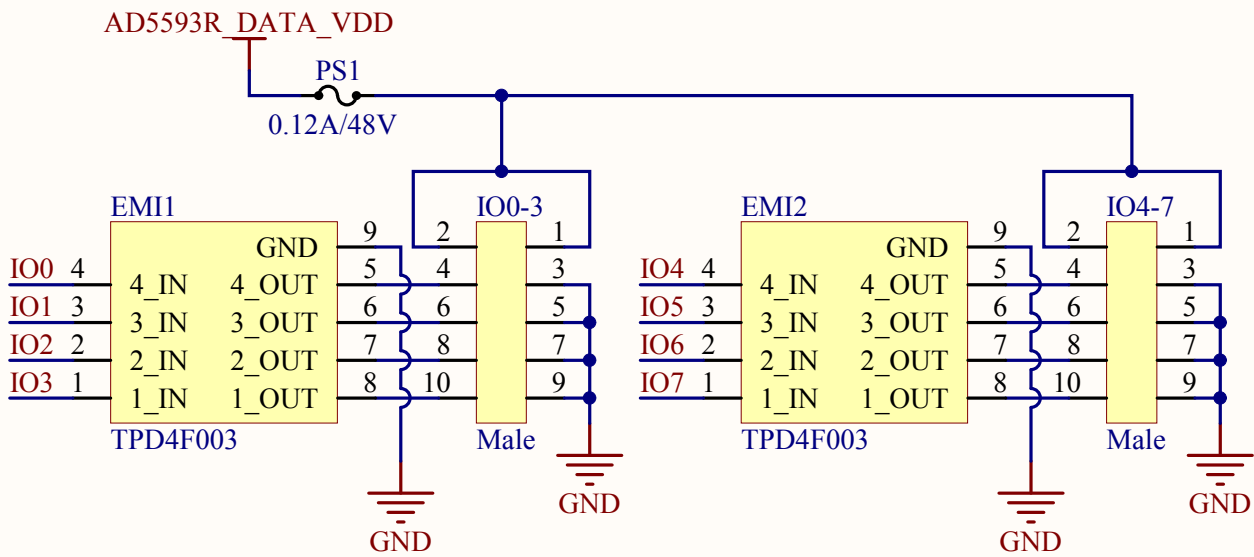 AD5593R_DATA_VDD
PS1
0.12A/48V
EMI1 IO0-3 EMI2 IO4-7
GND 9 2 1 GND 9 2 1
IO0 4 4_IN 4_OUT 5 4 3 IO4 4 4_IN 4_OUT 5 4 3
IO1 3 3_IN 3_OUT 6 6 5 IO5 3 3_IN 3_OUT 6 6 5
IO2 2 2_IN 2_OUT 7 8 7 IO6 2 2_IN 2_OUT 7 8 7
IO3 1 1_IN 1_OUT 8 10 9 IO7 1 1_IN 1_OUT 8 10 9
TPD4F003 Male TPD4F003 Male
GND GND
GND GND